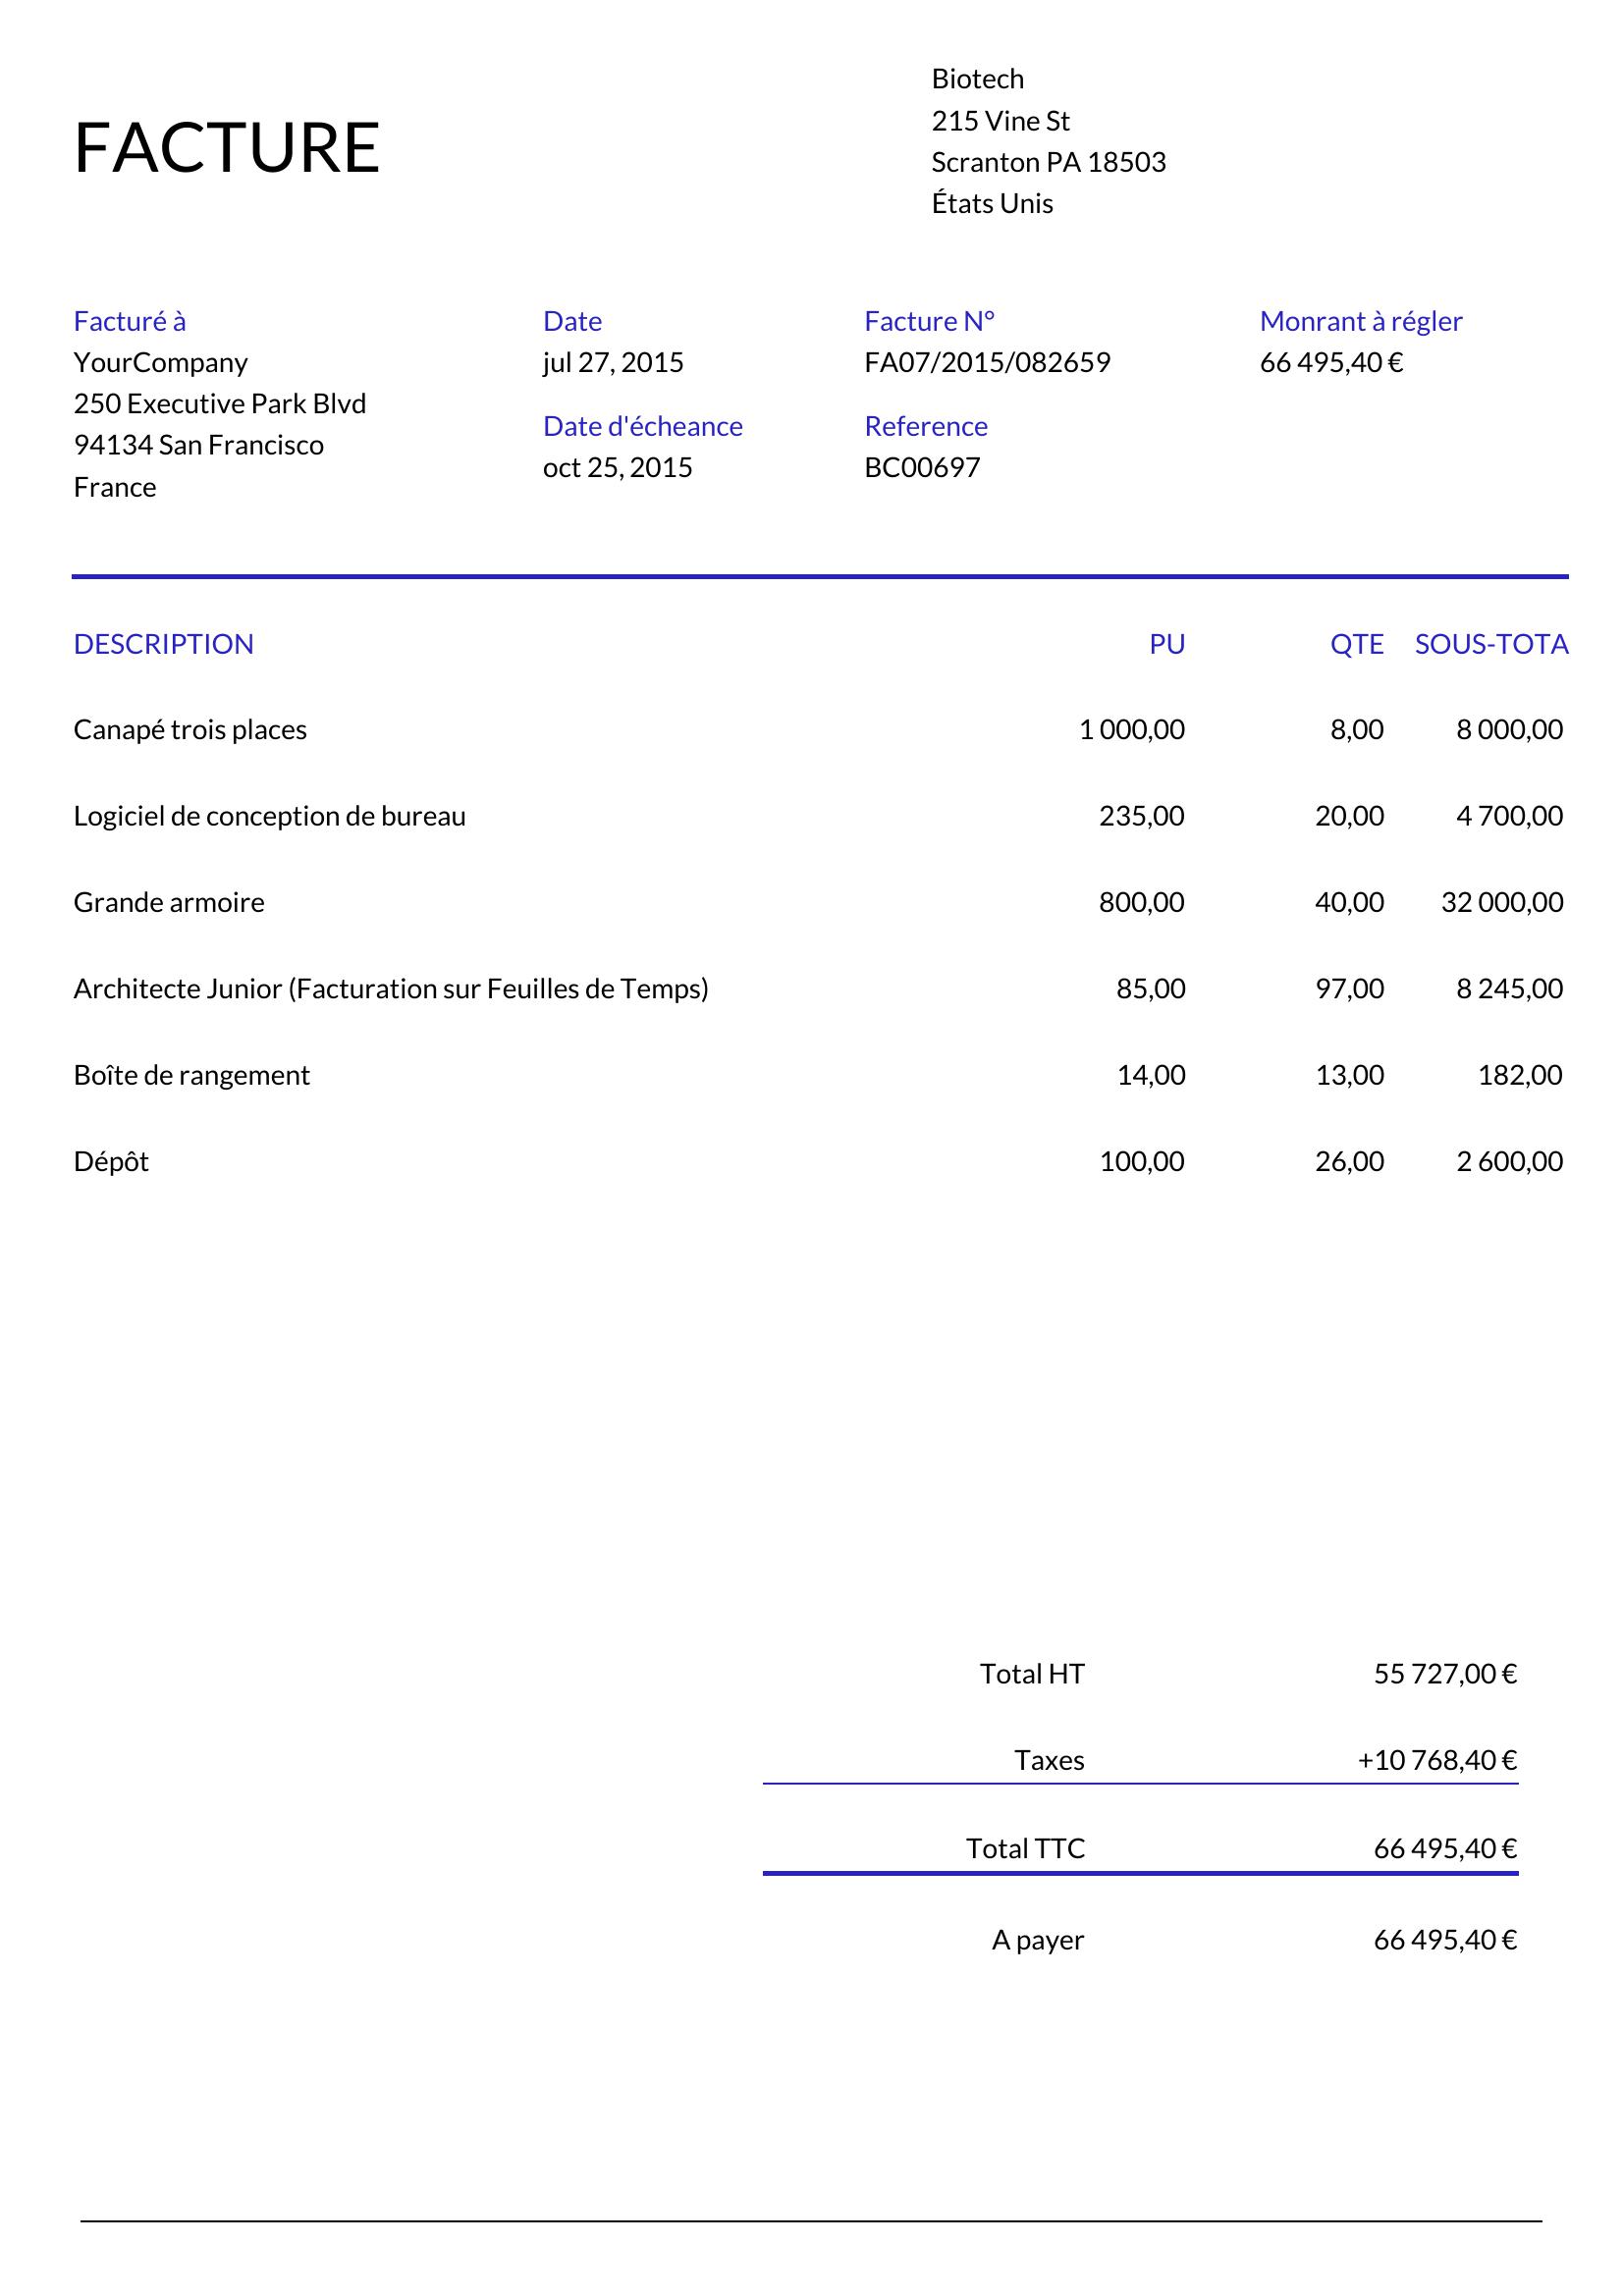 Biotech
215 Vine St
Scranton PA 18503
États Unis
FACTURE
Facturé à
YourCompany
250 Executive Park Blvd
94134 San Francisco
France
Date
jul 27, 2015
Date d'écheance
oct 25, 2015
Facture N°
FA07/2015/082659
Reference
BC00697
Monrant à régler
66 495,40 €
DESCRIPTION PU QTE SOUS-TOTA
Canapé trois places 1 000,00 8,00 8 000,00
Logiciel de conception de bureau 235,00 20,00 4 700,00
Grande armoire 800,00 40,00 32 000,00
Architecte Junior (Facturation sur Feuilles de Temps) 85,00 97,00 8 245,00
Boîte de rangement 14,00 13,00 182,00
Dépôt 100,00 26,00 2 600,00
Total HT 55 727,00 €
Taxes +10 768,40 €
Total TTC 66 495,40 €
A payer 66 495,40 €